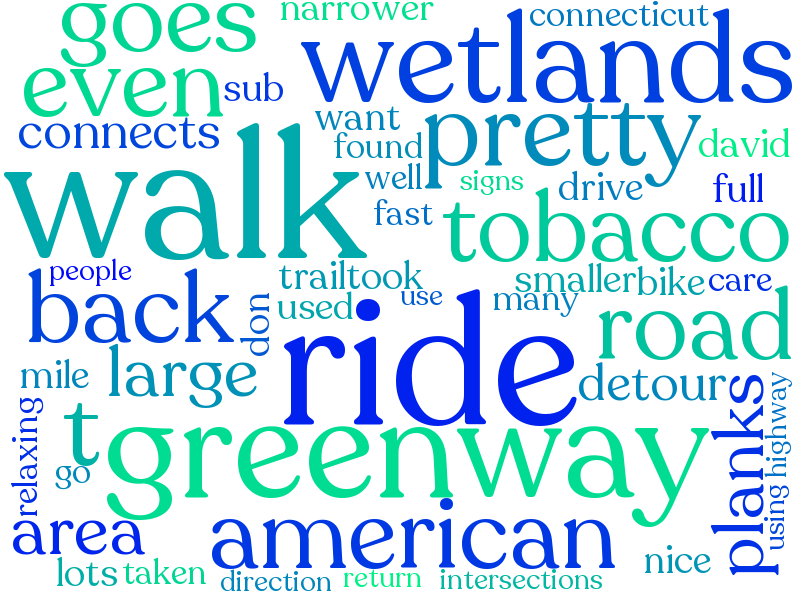 goes
narrower
connecticut
wetlands
even
sub
connects
want
pretty
found
david
walk
well
signs
drive
full
fast
tobacco
people
trailtook
smaller
bike
care
back
used
use
many
don
ride
road
large
mile
detour
relaxing
t
greenway
planks
using highway
go
area
american
nice
lots
taken
direction
return
intersections